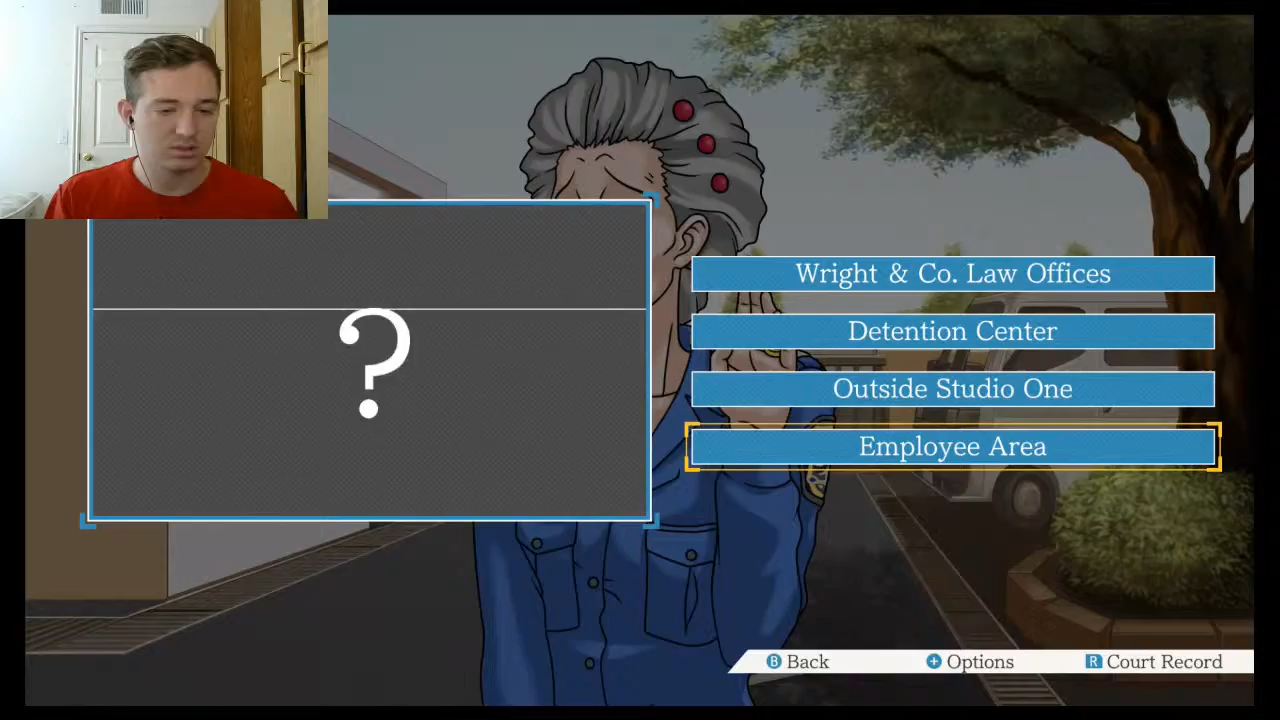 Wright & Co. Law Offices
Detention Center
?
Outside Studio One
Employee Area
B Back
+ Options
R Court Record